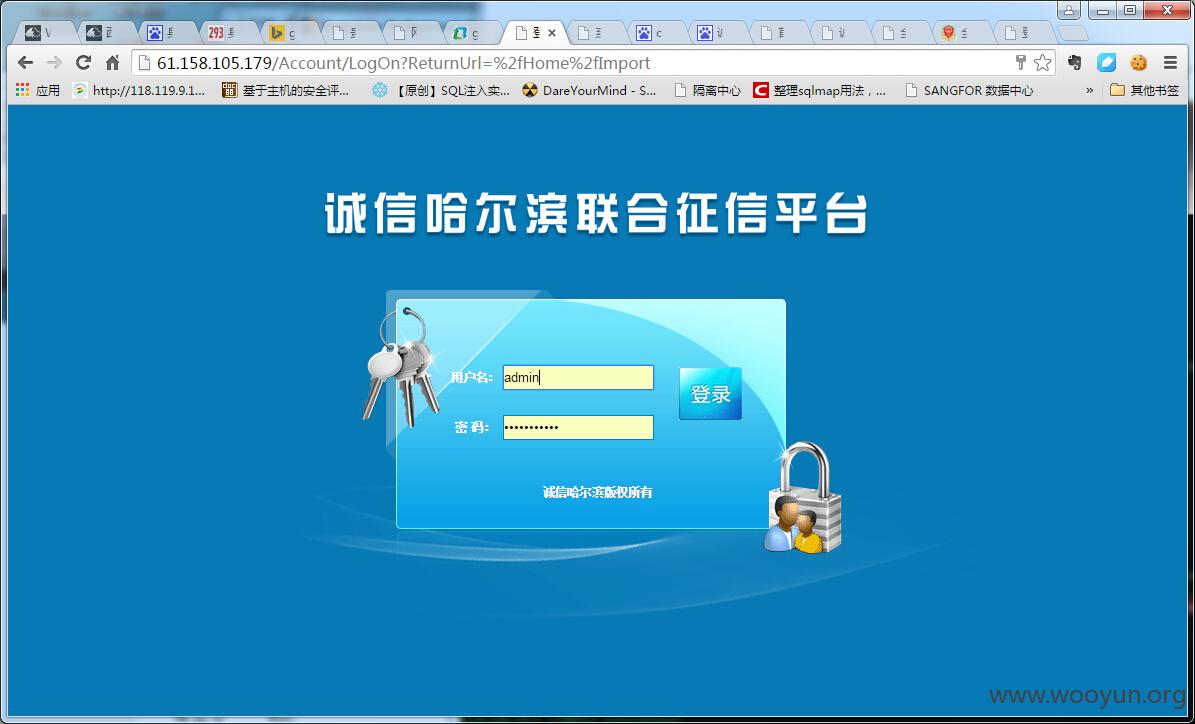 293
61.158.105.179/Account/LogOn?ReturnUrl=%2fHome%2fImport
应用 http://118.119.9.1... 基于主机的安全评... 【原创】SQL注入实... DareYourMind - S... 隔离中心 整理sqlmap用法，... SANGFOR 数据中心 » 其他书签
诚信哈尔滨联合征信平台
用户名: admin
登录
密 码: •••••••••••
诚信哈尔滨版权所有
www.wooyun.org